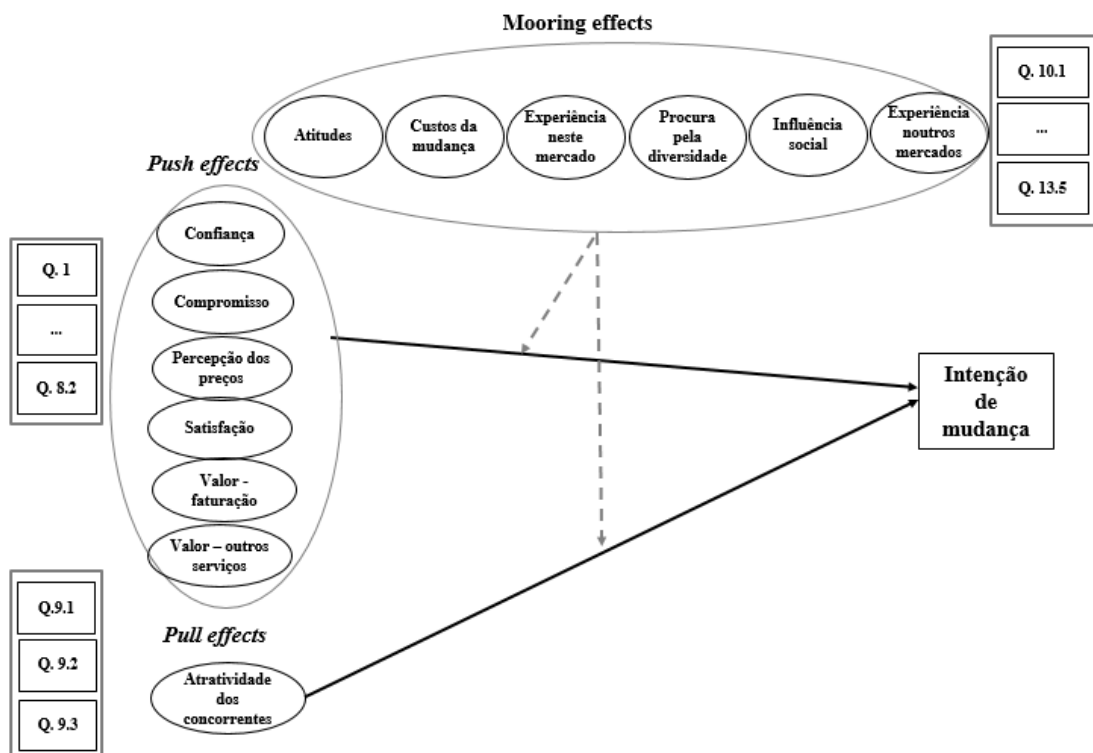 Mooring effects
Atitudes
Custos da
mudança
Experiência
neste
mercado
Procura
pela
diversidade
Influência
social
Experiência
noutros
mercados
Q. 10.1
...
Q. 13.5
Push effects
Confiança
Compromisso
Percepção dos
preços
Satisfação
Valor -
faturação
Valor – outros
serviços
Q. 1
...
Q. 8.2
Intenção
de
mudança
Pull effects
Atratividade
dos
concorrentes
Q.9.1
Q. 9.2
Q. 9.3